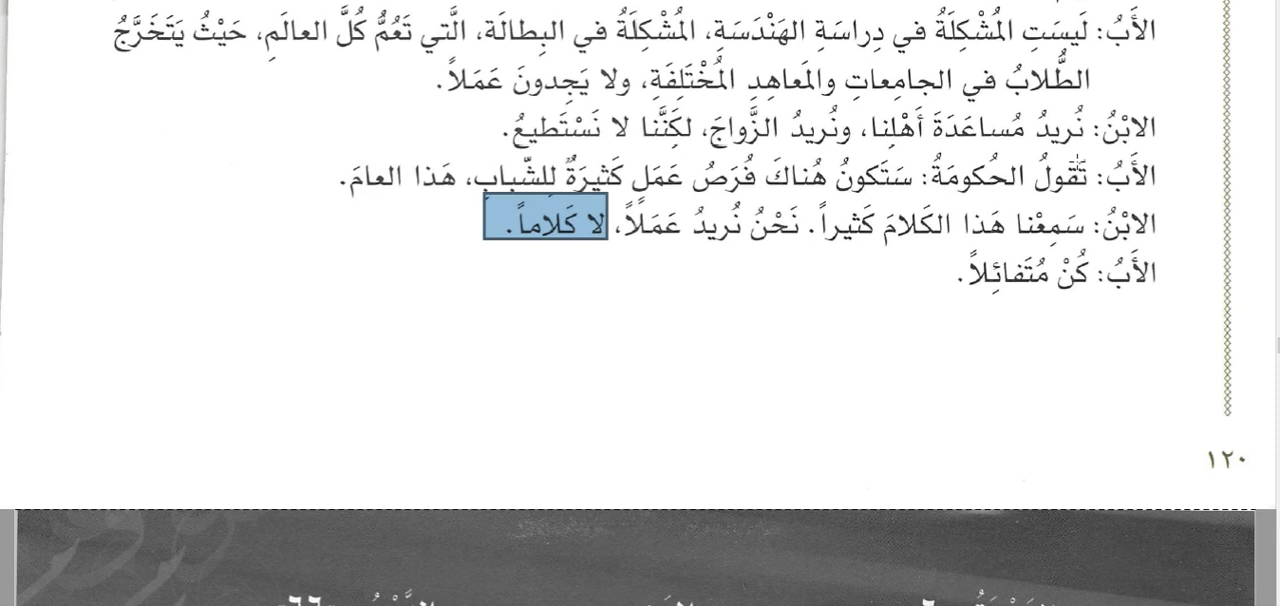 الأَبُ: لَيسَتِ المُشْكِلَةُ في دِراسَةِ الهَنْدَسَةِ، المُشْكِلَةُ في البِطالَةِ، الَّتي تَعُمُّ كُلَّ العالَمِ، حَيْثُ يَتَخَرَّجُ
الطُّلابُ في الجامِعاتِ والمَعاهِدِ المُخْتَلِفَةِ، ولا يَجِدونَ عَمَلاً.
الابْنُ: نُريدُ مُساعَدَةَ أَهْلِنا، ونُريدُ الزَّواجَ، لكِنَّنا لا نَسْتَطيعُ.
الأَبُ: تَقولُ الحُكومَةُ: سَتَكونُ هُناكَ فُرَصُ عَمَلٍ كَثيرَةٌ لِلشَّبابِ، هَذا العامَ.
الابْنُ: سَمِعْنا هَذا الكَلامَ كَثيراً. نَحْنُ نُريدُ عَمَلاً، لا كَلاماً.
الأَبُ: كُنْ مُتَفائِلاً.
١٢٠